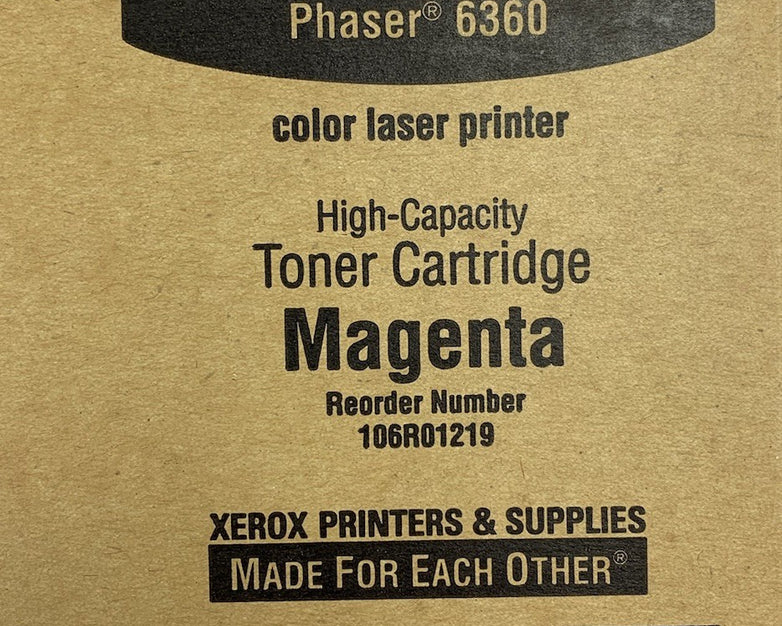 Phaser® 6360
color laser printer
High-Capacity
Toner Cartridge
Magenta
Reorder Number
106R01219
XEROX PRINTERS & SUPPLIES
MADE FOR EACH OTHER®